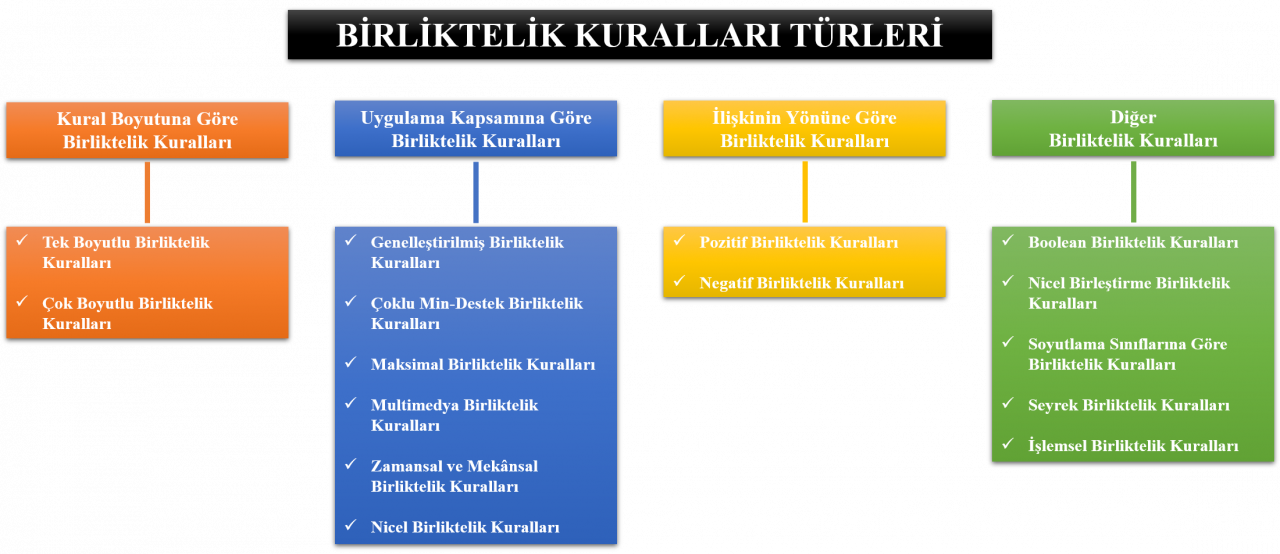 BİRLİKTELİK KURALLARI TÜRLERİ
Kural Boyutuna Göre
Birliktelik Kuralları
✓ Tek Boyutlu Birliktelik
Kuralları
✓ Çok Boyutlu Birliktelik
Kuralları
Uygulama Kapsamına Göre
Birliktelik Kuralları
✓ Genelleştirilmiş Birliktelik
Kuralları
✓ Çoklu Min-Destek Birliktelik
Kuralları
✓ Maksimal Birliktelik Kuralları
✓ Multimedya Birliktelik
Kuralları
✓ Zamansal ve Mekânsal
Birliktelik Kuralları
✓ Nicel Birliktelik Kuralları
İlişkinin Yönüne Göre
Birliktelik Kuralları
✓ Pozitif Birliktelik Kuralları
✓ Negatif Birliktelik Kuralları
Diğer
Birliktelik Kuralları
✓ Boolean Birliktelik Kuralları
✓ Nicel Birleştirme Birliktelik
Kuralları
✓ Soyutlama Sınıflarına Göre
Birliktelik Kuralları
✓ Seyrek Birliktelik Kuralları
✓ İşlemsel Birliktelik Kuralları